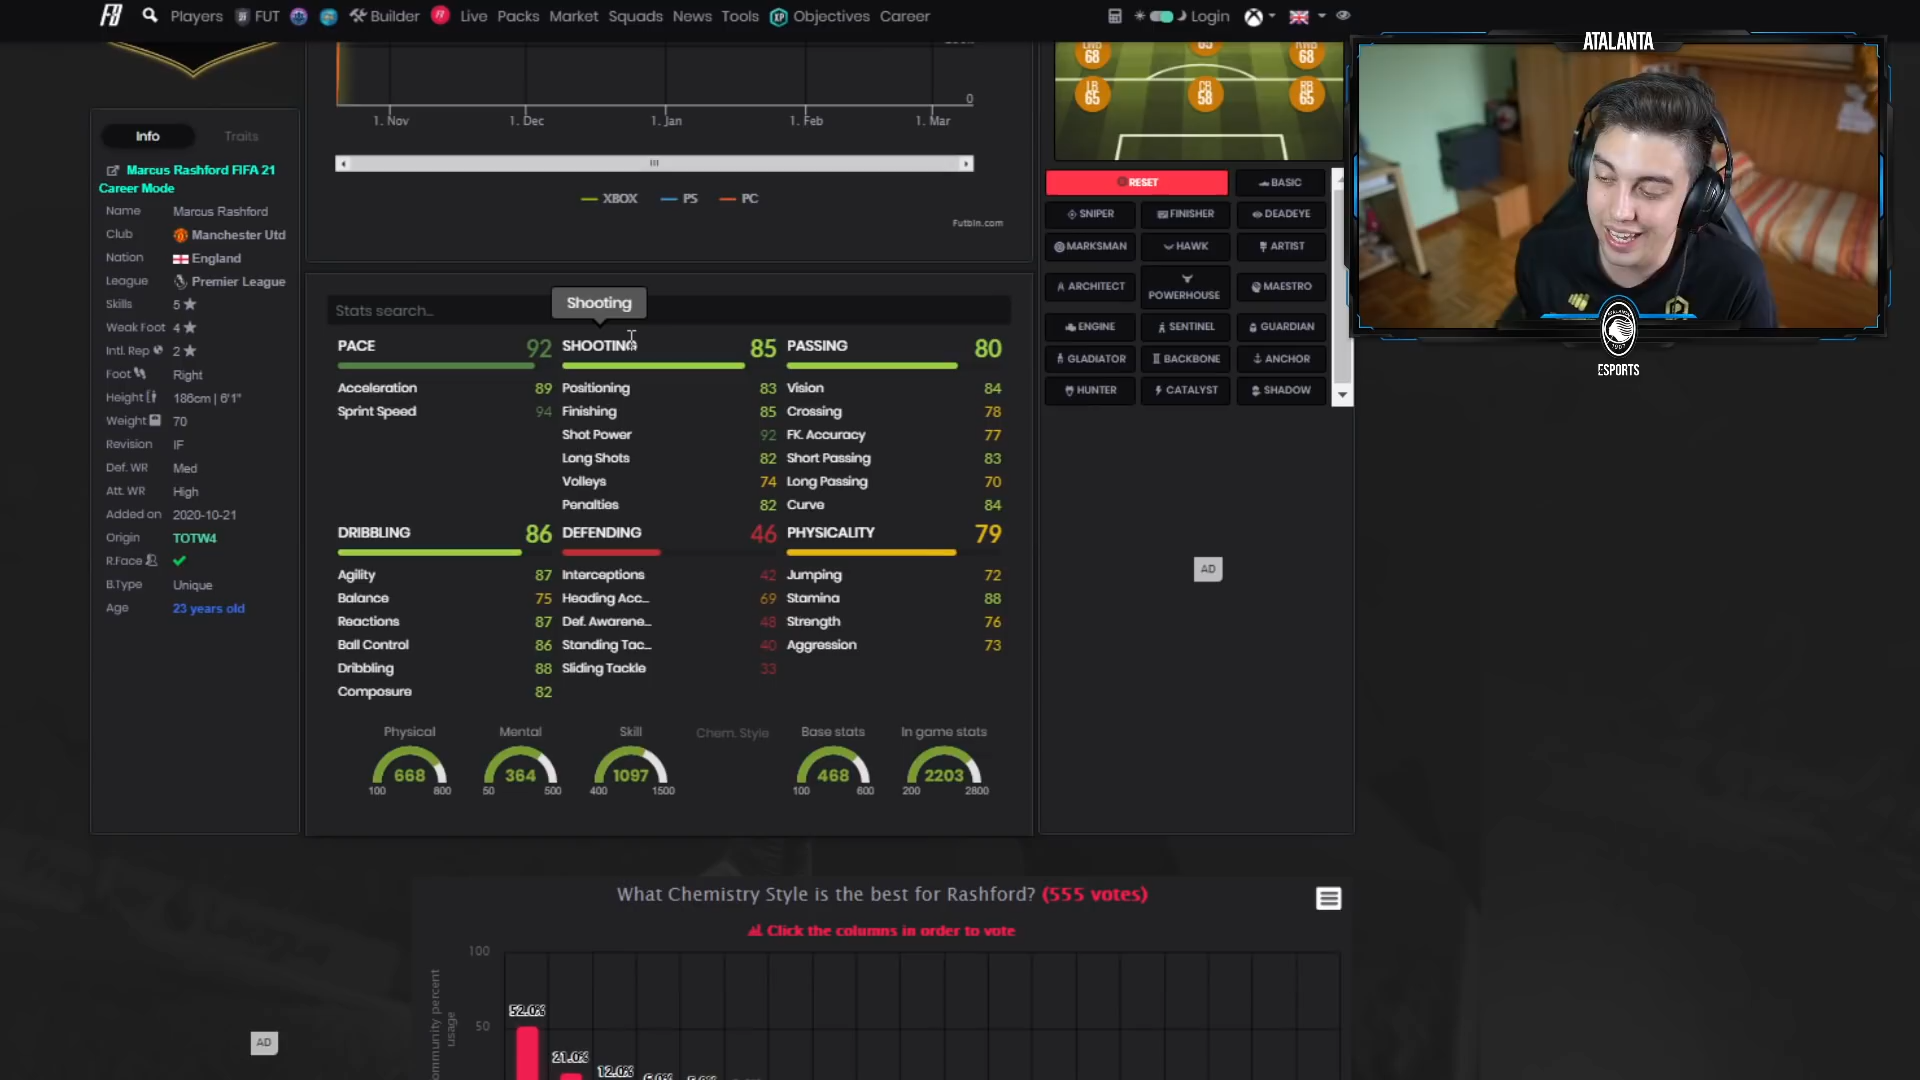 Players FUT Builder Live Packs Market Squads News Tools Objectives Career Login
ATALANTA
ESPORTS
68 68
LB 65 CB 58 RB 65
0
1. Nov 1. Dec 1. Jan 1. Feb 1. Mar
XBOX PS PC
Futbin.com
Info Traits
Marcus Rashford FIFA 21
Career Mode
Name Marcus Rashford
Club Manchester Utd
Nation England
League Premier League
Skills 5
Weak Foot 4
Intl. Rep 2
Foot Right
Height 186cm | 6'1"
Weight 70
Revision IF
Def. WR Med
Att. WR High
Added on 2020-10-21
Origin TOTW4
R.Face
B.Type Unique
Age 23 years old
RESET BASIC
SNIPER FINISHER DEADEYE
MARKSMAN HAWK ARTIST
ARCHITECT POWERHOUSE MAESTRO
ENGINE SENTINEL GUARDIAN
GLADIATOR BACKBONE ANCHOR
HUNTER CATALYST SHADOW
Stats search...
Shooting
PACE 92 SHOOTING 85 PASSING 80
Acceleration 89 Positioning 83 Vision 84
Sprint Speed 94 Finishing 85 Crossing 78
Shot Power 92 FK. Accuracy 77
Long Shots 82 Short Passing 83
Volleys 74 Long Passing 70
Penalties 82 Curve 84
DRIBBLING 86 DEFENDING 46 PHYSICALITY 79
Agility 87 Interceptions 42 Jumping 72
Balance 75 Heading Acc... 69 Stamina 88
Reactions 87 Def. Awarene... 48 Strength 76
Ball Control 86 Standing Tac... 40 Aggression 73
Dribbling 88 Sliding Tackle 33
Composure 82
Physical Mental Skill Chem. Style Base stats In game stats
668 364 1097 468 2203
100 800 50 500 400 1500 100 600 200 2800
AD
What Chemistry Style is the best for Rashford? (555 votes)
Click the columns in order to vote
100
50
52.0%
21.0%
12.0%
usage
AD